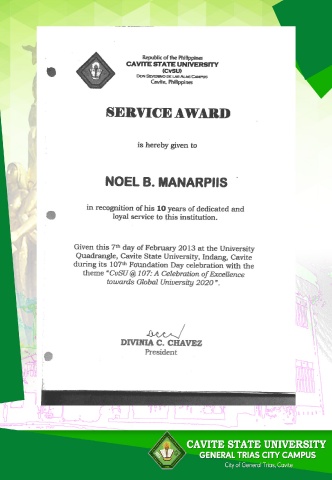 Republic of the Philippines
CAVITE STATE UNIVERSITY
(CvSU)
DON SEVERINO DE LAS ALAS CAMPUS
Cavite, Philippines
SERVICE AWARD
is hereby given to
NOEL B. MANARPIIS
in recognition of his 10 years of dedicated and
loyal service to this institution.
Given this 7th day of February 2013 at the University
Quadrangle, Cavite State University, Indang, Cavite
during its 107th Foundation Day celebration with the
theme "CvSU @ 107: A Celebration of Excellence
towards Global University 2020".
DIVINIA C. CHAVEZ
President
CAVITE STATE UNIVERSITY
GENERAL TRIAS CITY CAMPUS
City of General Trias, Cavite